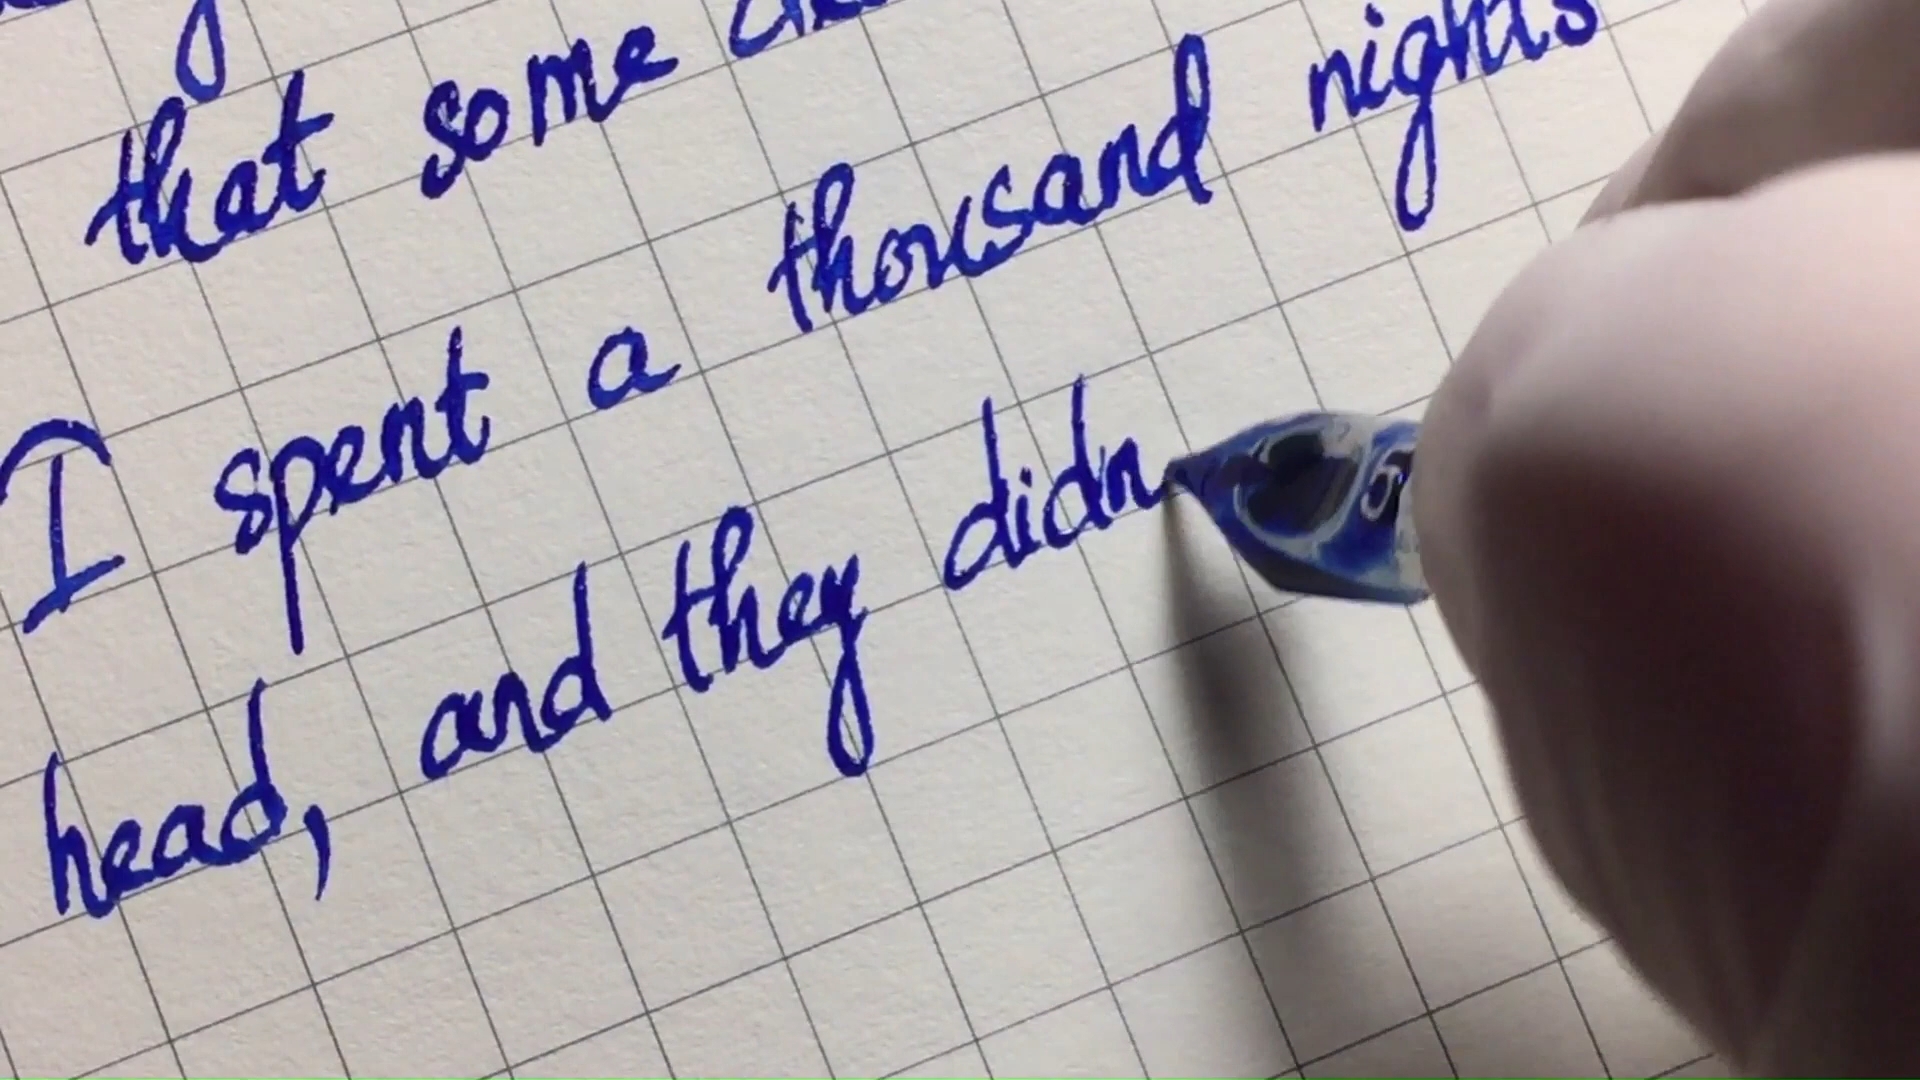 that some
I spent a thousand nights
head, and they didn